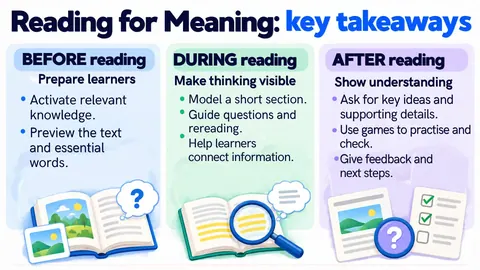 Reading for Meaning: key takeaways
BEFORE reading
Prepare learners
• Activate relevant
knowledge.
• Preview the text
and essential
words.
?
DURING reading
Make thinking visible
• Model a short section.
• Guide questions and
rereading.
• Help learners
connect information.
AFTER reading
Show understanding
• Ask for key ideas and
supporting details.
• Use games to practise and
check.
• Give feedback and
next steps.
?